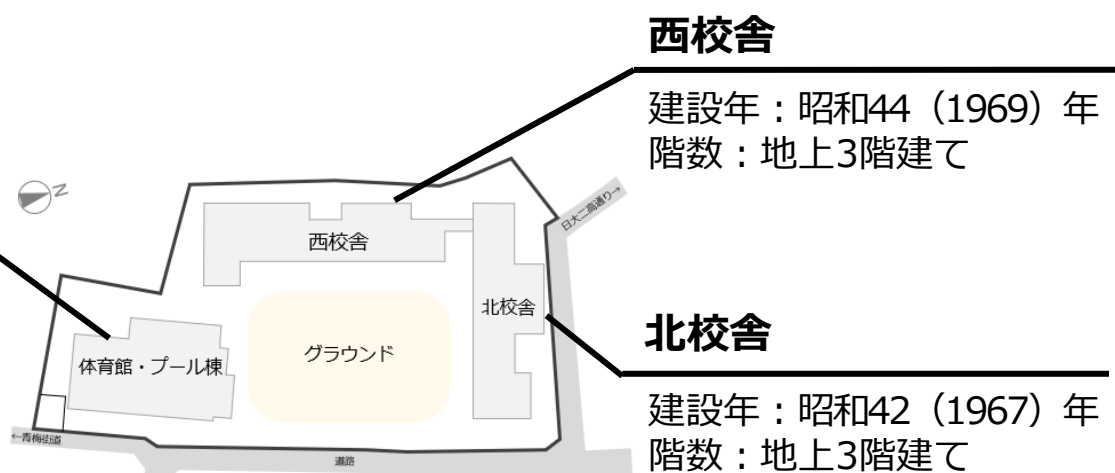 西校舎
建設年：昭和44（1969）年
階数：地上3階建て
N
日大二高通り→
西校舎
北校舎
グラウンド
体育館・プール棟
←青梅街道
道路
北校舎
建設年：昭和42（1967）年
階数：地上3階建て